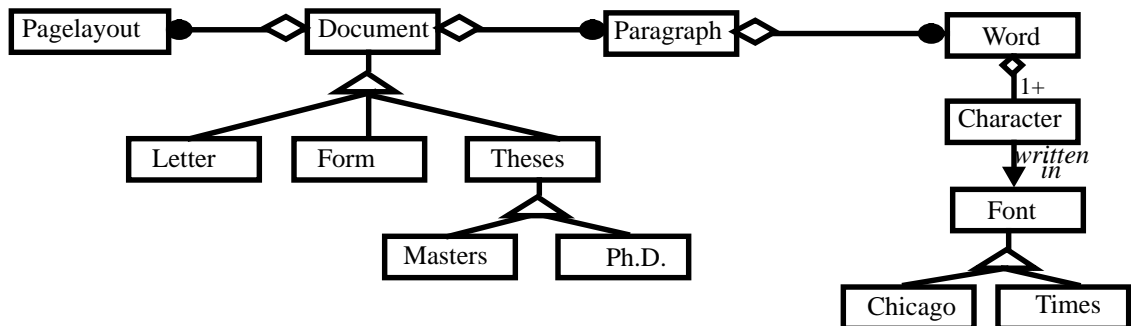 Pagelayout
Document
Paragraph
Word
1+
Character
Letter
Form
Theses
written
in
Font
Masters
Ph.D.
Chicago
Times